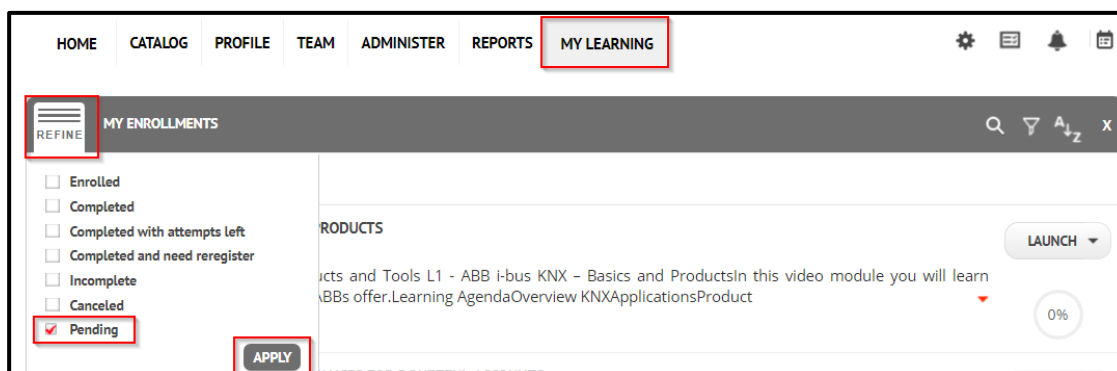 HOME CATALOG PROFILE TEAM ADMINISTER REPORTS MY LEARNING
REFINE MY ENROLLMENTS A↓Z X
Enrolled
Completed
Completed with attempts left
Completed and need reregister
Incomplete
Canceled
Pending
APPLY
RODUCTS
LAUNCH
ucts and Tools L1 - ABB i-bus KNX – Basics and ProductsIn this video module you will learn
ABBs offer.Learning AgendaOverview KNXApplicationsProduct
0%